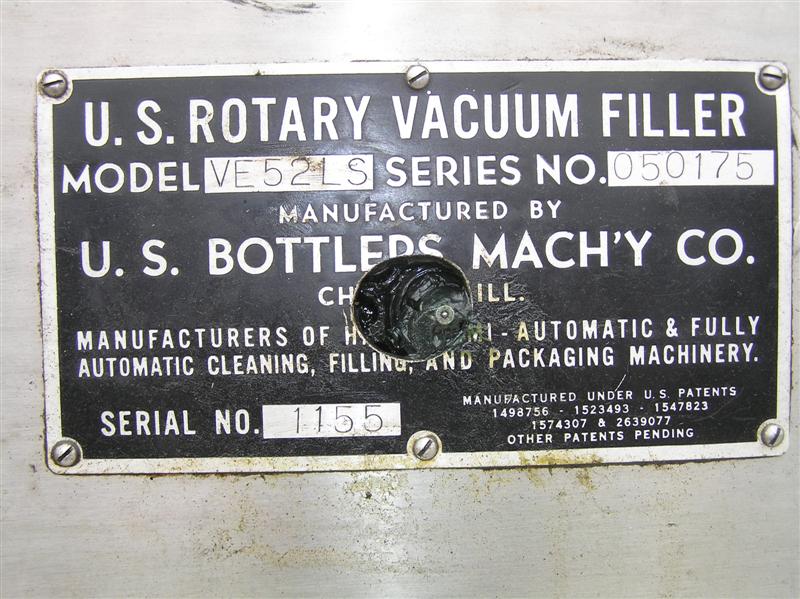 U. S. ROTARY VACUUM FILLER
MODEL VE52LS SERIES NO. 050175
MANUFACTURED BY
U. S. BOTTLERS MACH'Y CO.
ILL.
MANUFACTURERS OF - AUTOMATIC & FULLY
AUTOMATIC CLEANING, FILLING, AND PACKAGING MACHINERY.
SERIAL NO. 1155
MANUFACTURED UNDER U.S. PATENTS
1498756 - 1523493 - 1547823
1574307 & 2639077
OTHER PATENTS PENDING